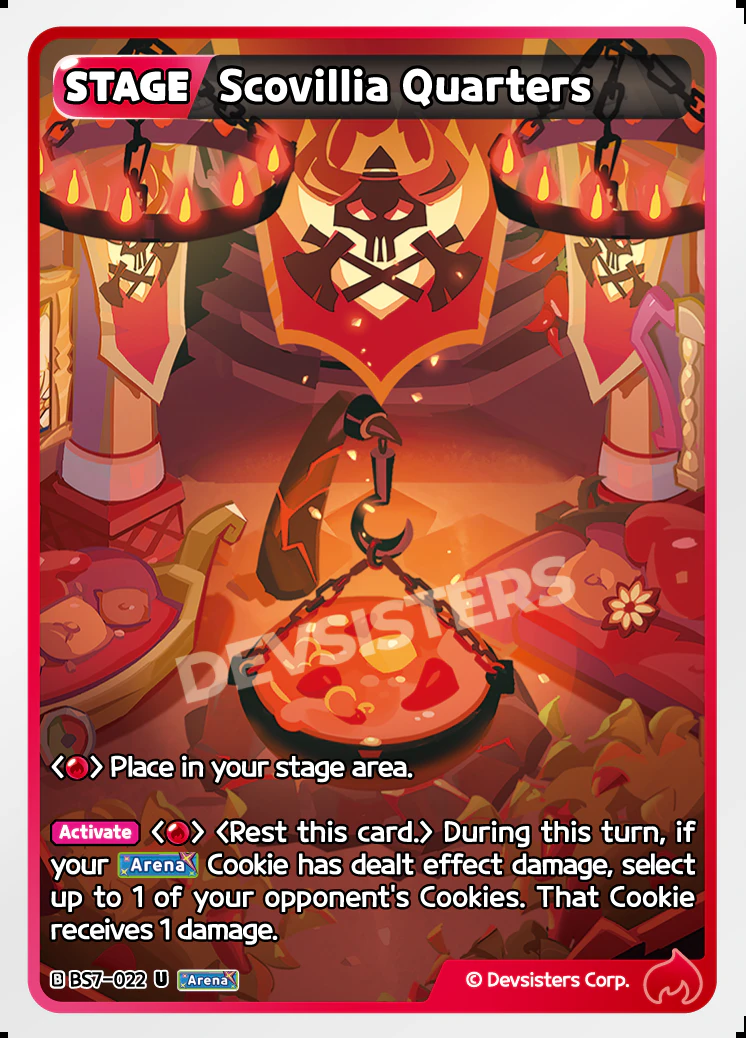 STAGE Scovillia Quarters
DEVSISTERS
<> Place in your stage area.
Activate <> <Rest this card.> During this turn, if
your Arena Cookie has dealt effect damage, select
up to 1 of your opponent's Cookies. That Cookie
receives 1 damage.
B BS7-022 U Arena © Devsisters Corp.